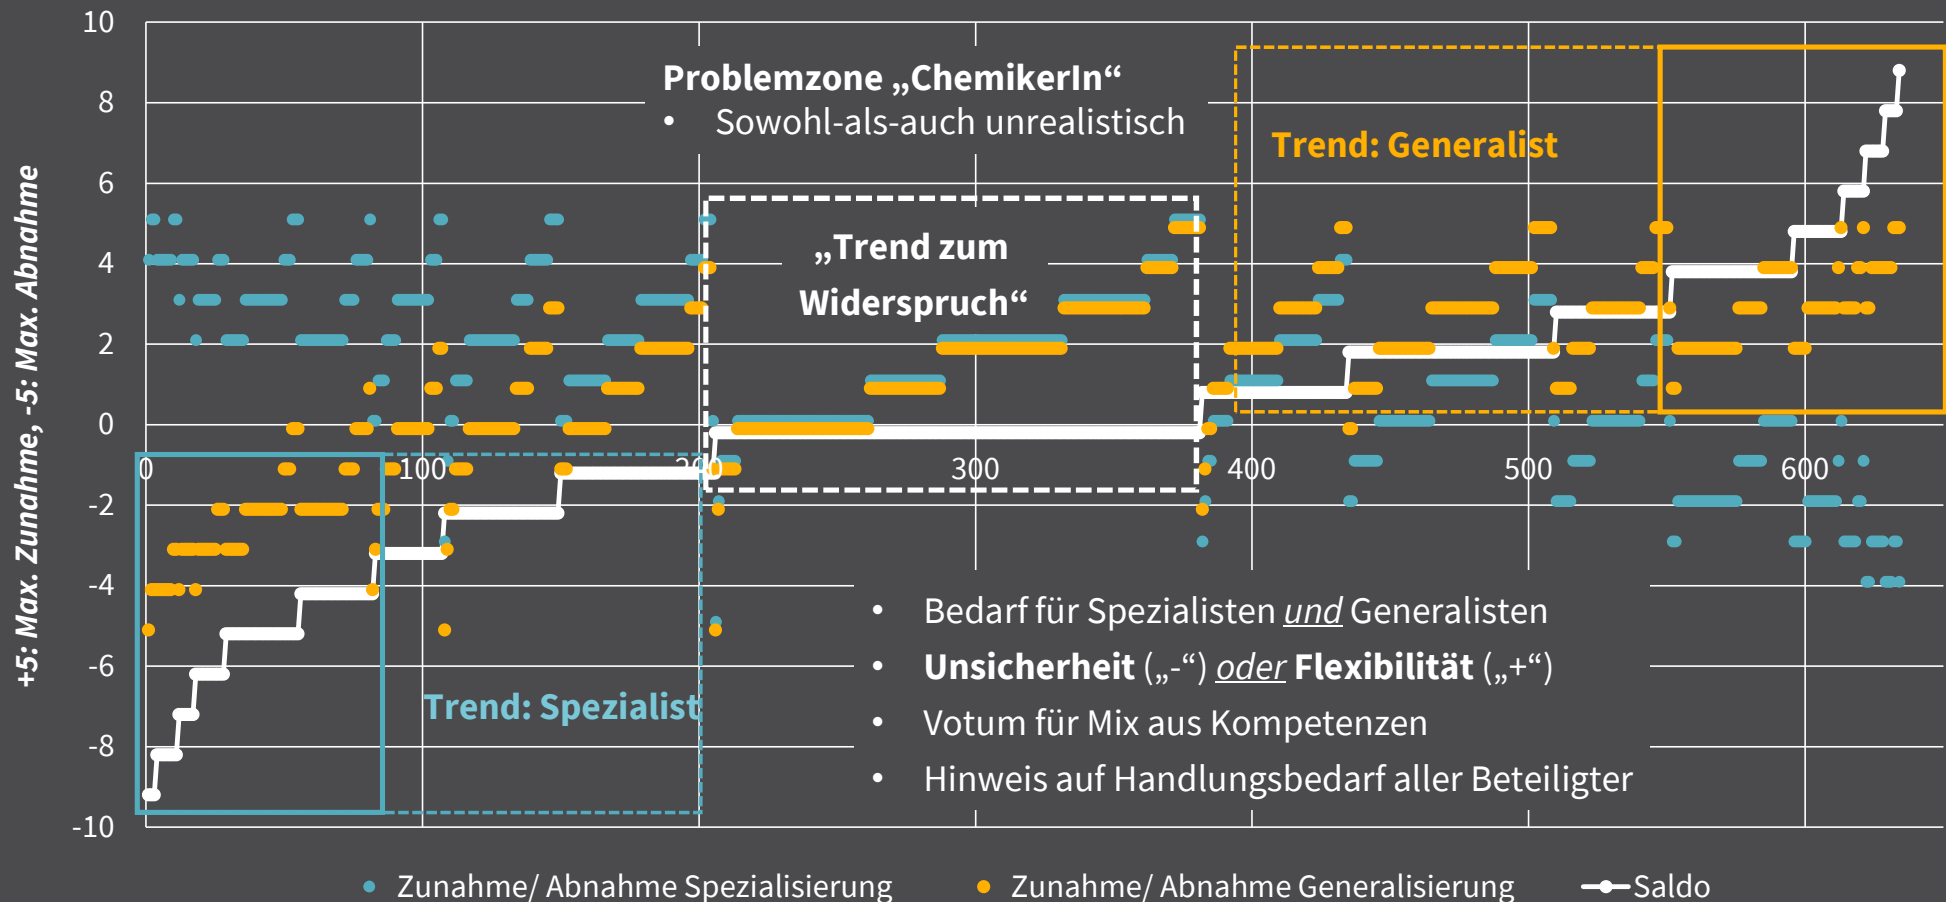 10
8
6
4
2
0
-2
-4
-6
-8
-10
+5: Max. Zunahme, -5: Max. Abnahme
Problemzone „ChemikerIn“
• Sowohl-als-auch unrealistisch
Trend: Generalist
„Trend zum
Widerspruch“
0 100 200 300 400 500 600
Trend: Spezialist
• Bedarf für Spezialisten und Generalisten
• Unsicherheit („-“) oder Flexibilität („+“)
• Votum für Mix aus Kompetenzen
• Hinweis auf Handlungsbedarf aller Beteiligter
Zunahme/ Abnahme Spezialisierung Zunahme/ Abnahme Generalisierung Saldo